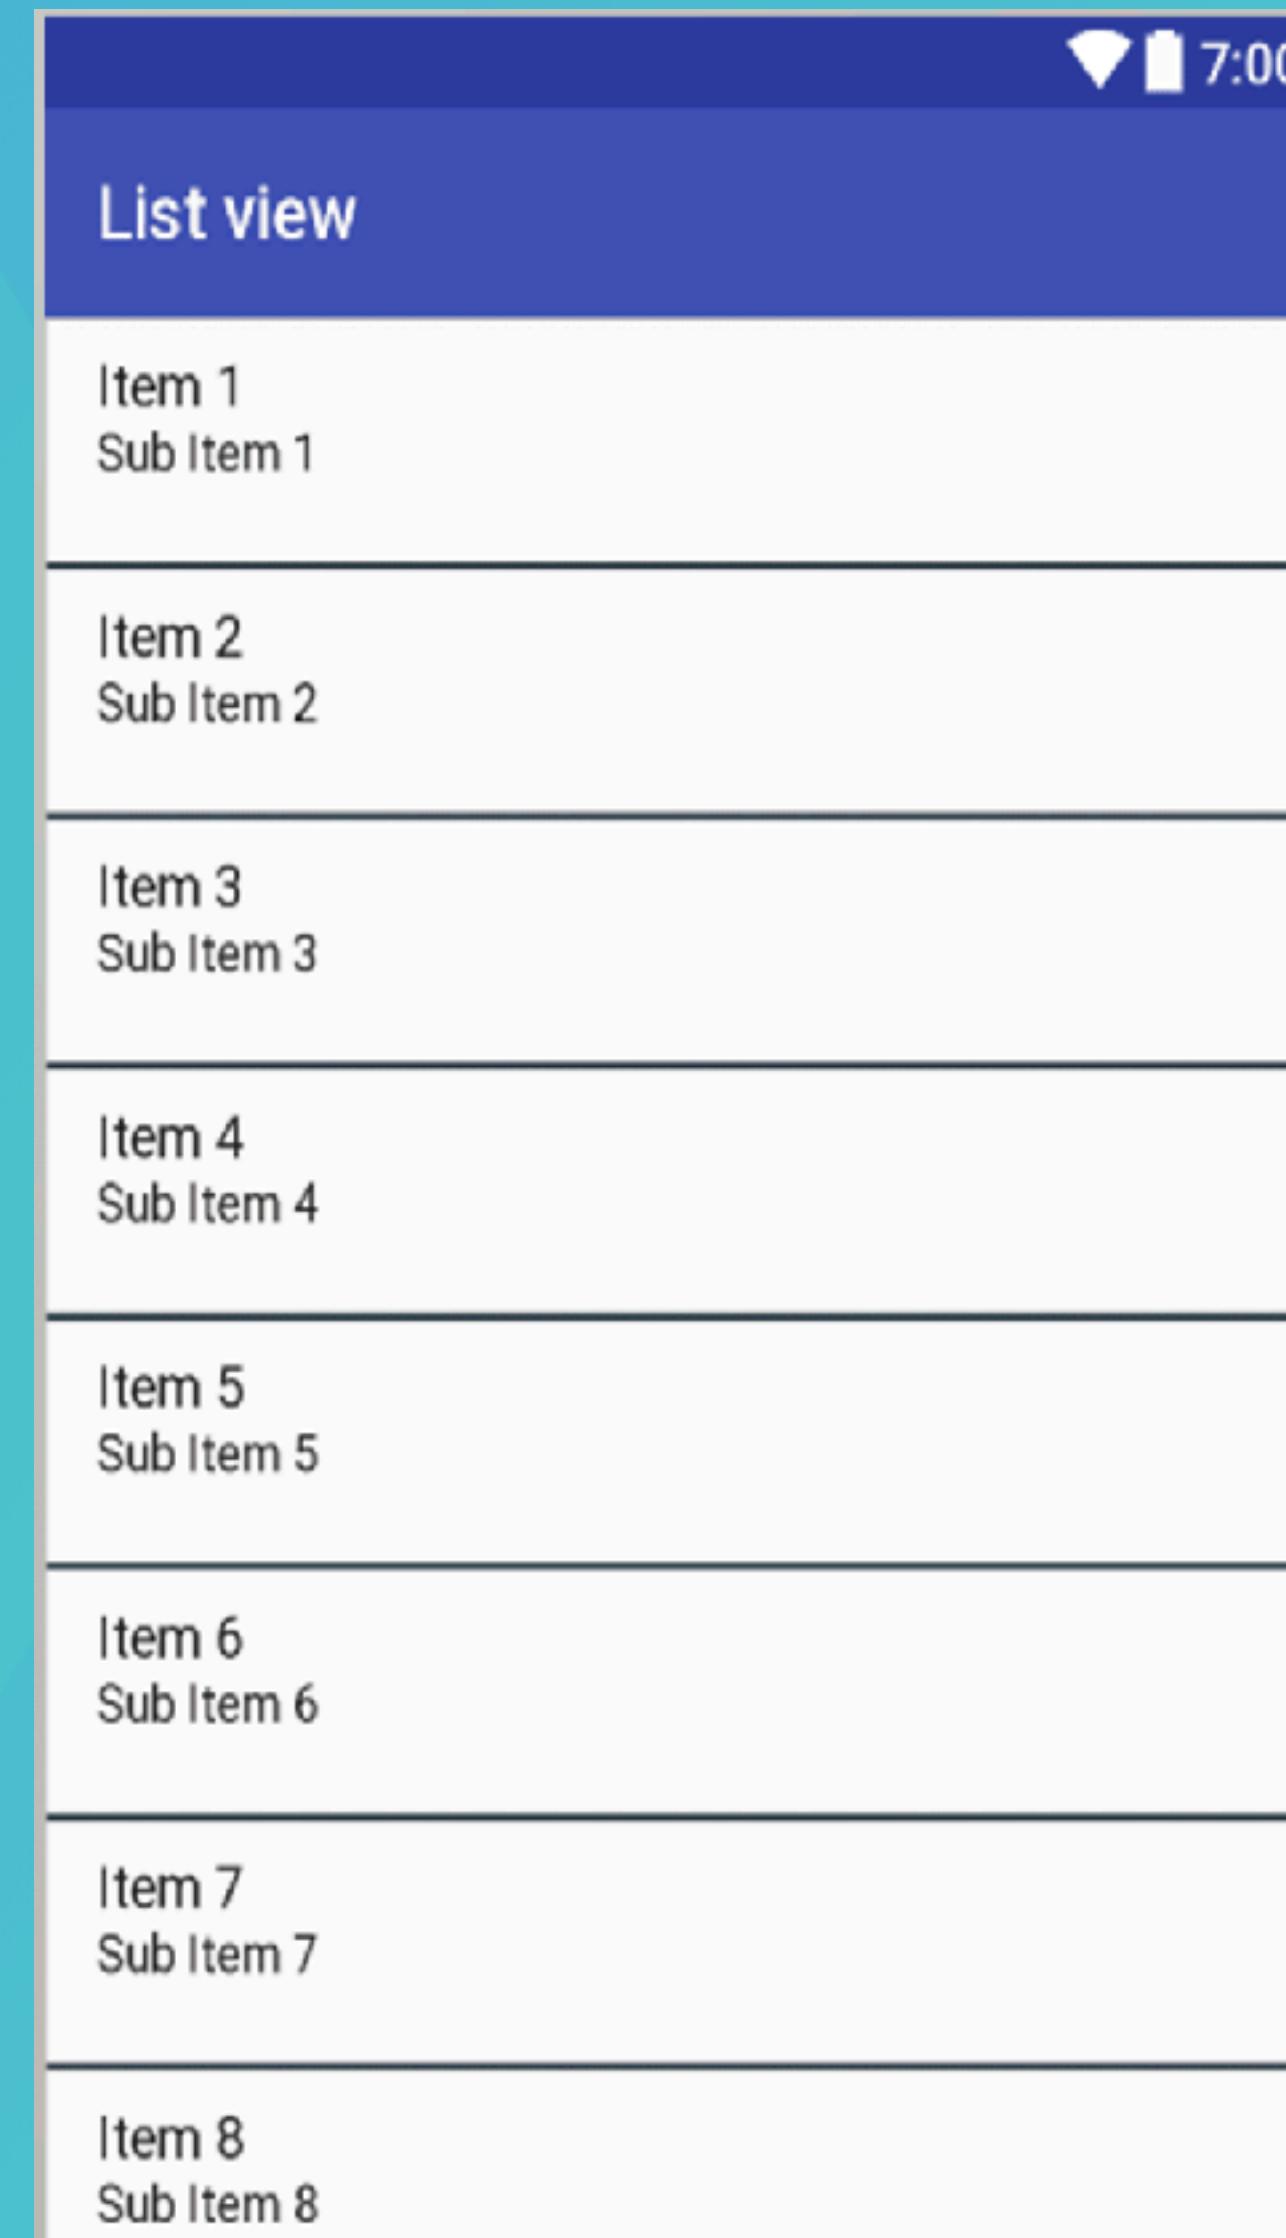 7:00
List view
Item 1
Sub Item 1
Item 2
Sub Item 2
Item 3
Sub Item 3
Item 4
Sub Item 4
Item 5
Sub Item 5
Item 6
Sub Item 6
Item 7
Sub Item 7
Item 8
Sub Item 8